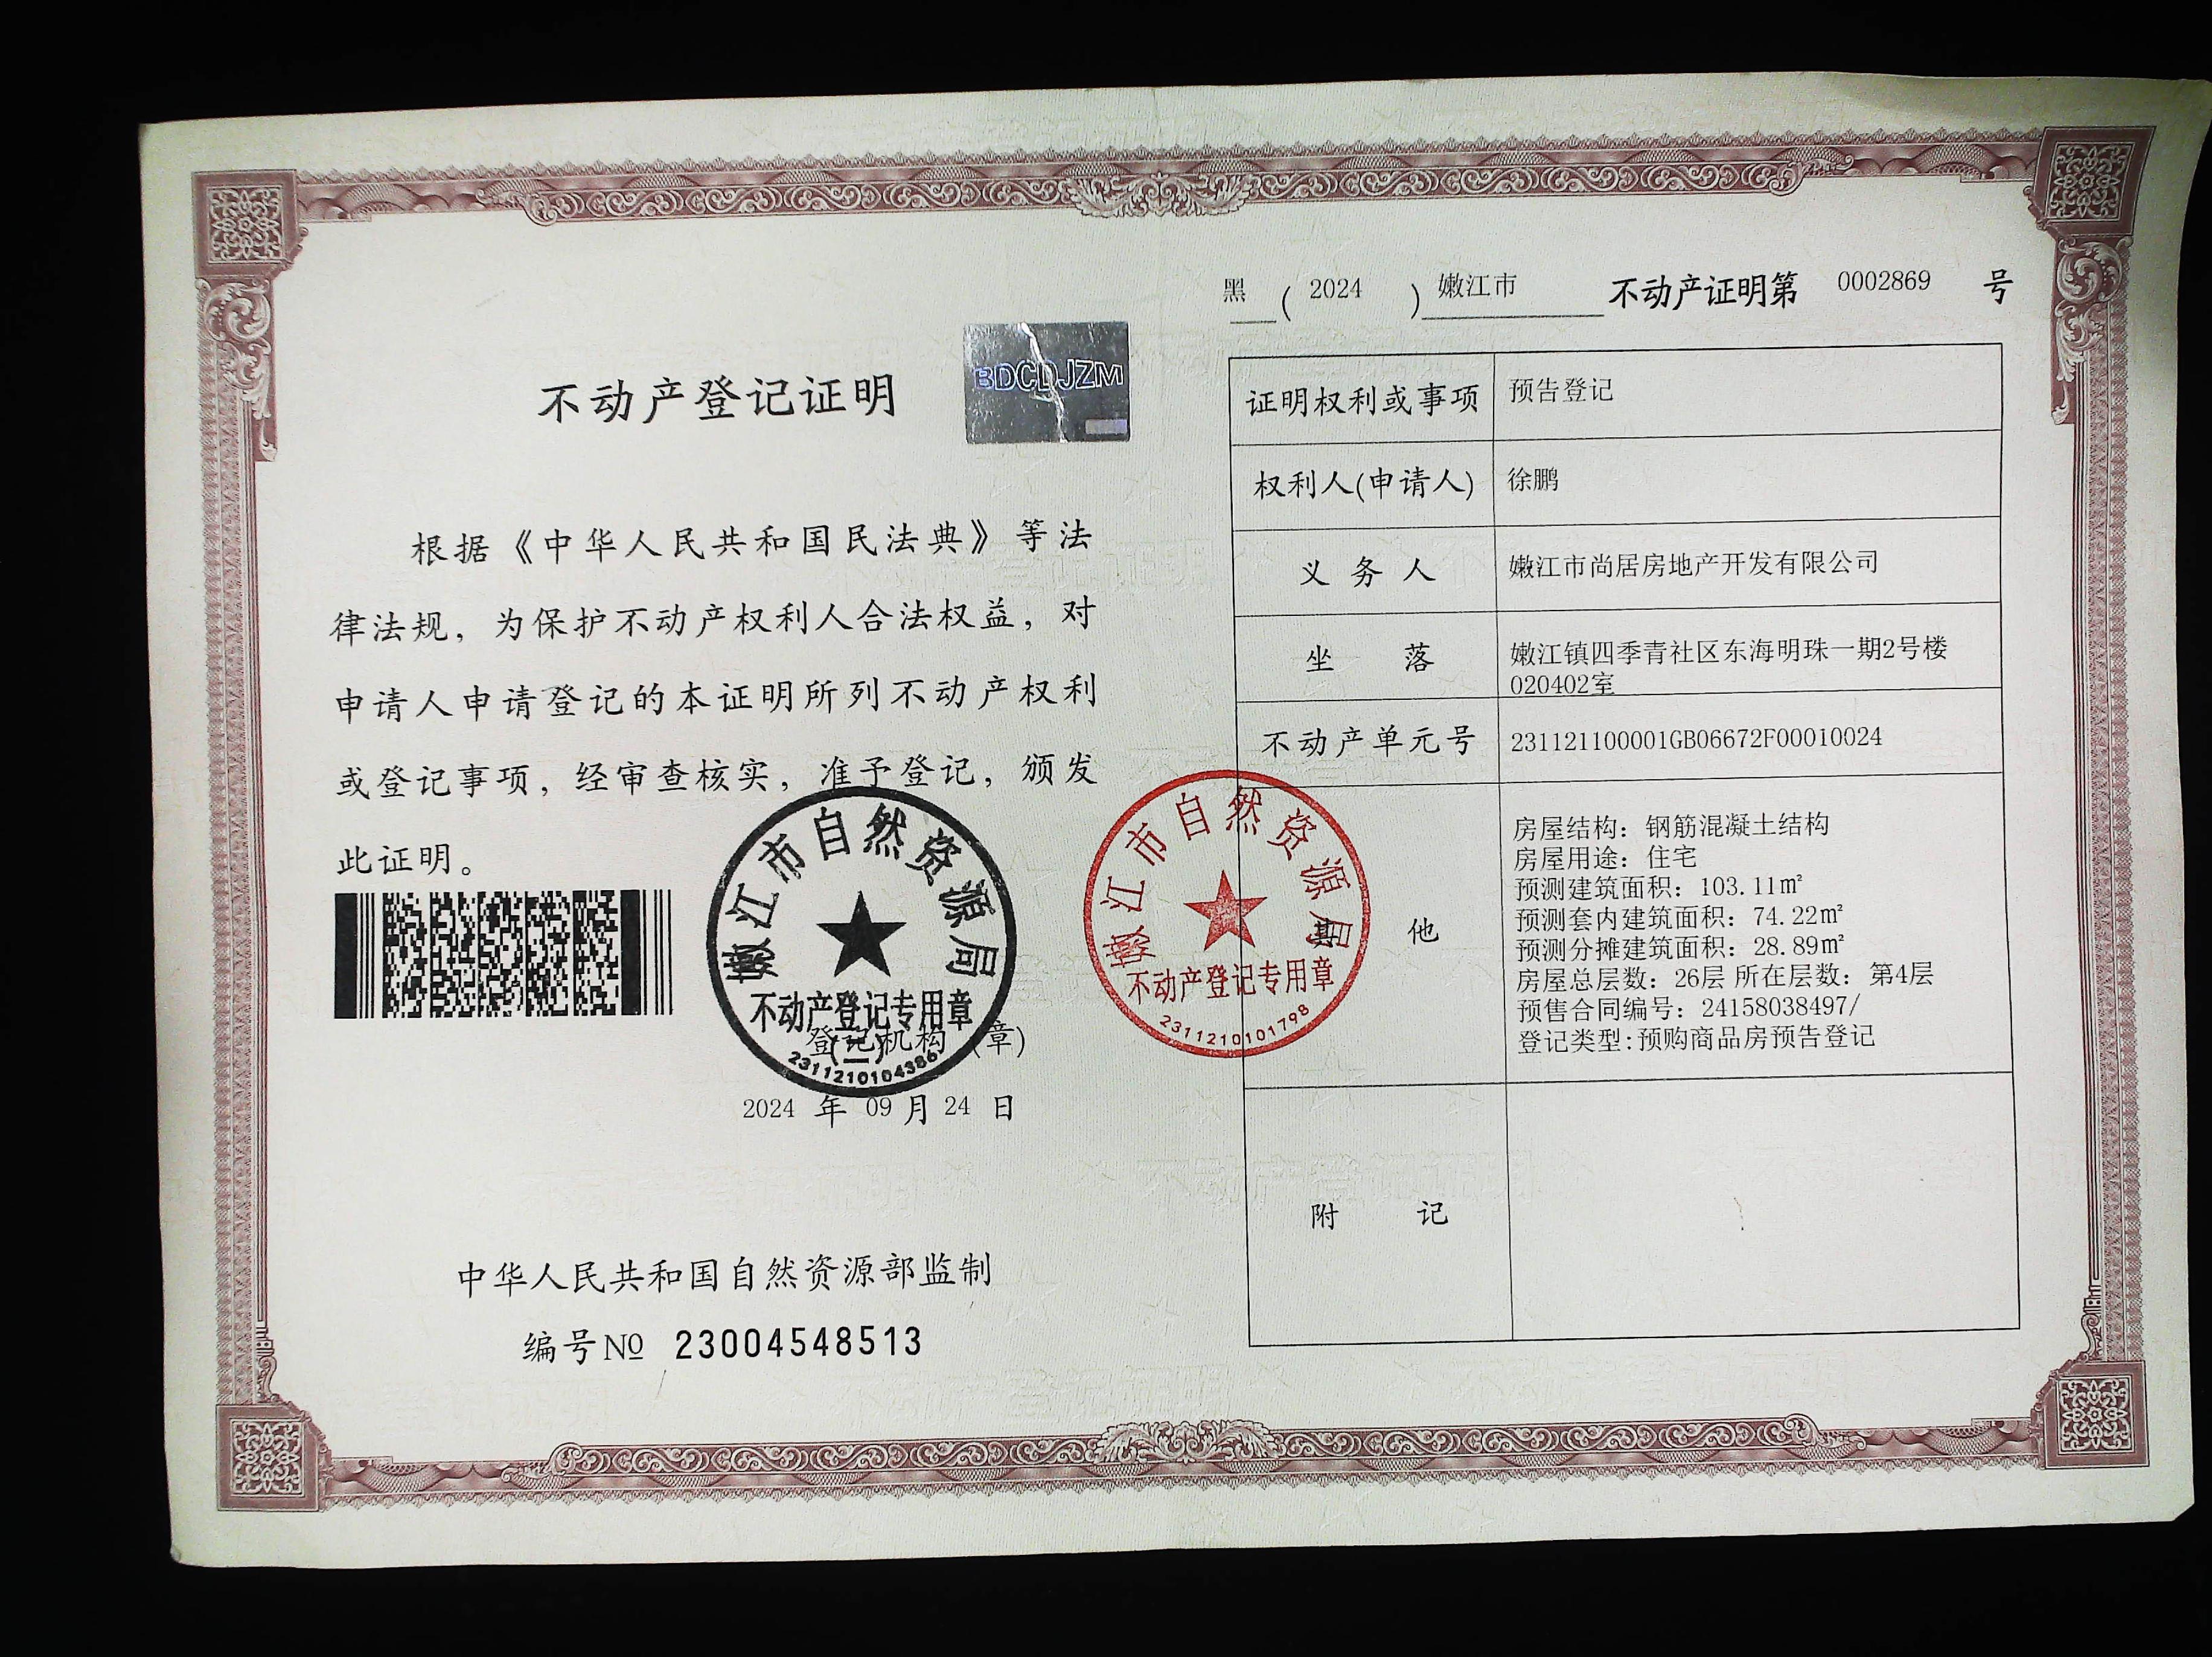 不动产登记证明
BDCDJZM
根据《中华人民共和国民法典》等法
律法规，为保护不动产权利人合法权益，对
申请人申请登记的本证明所列不动产权利
或登记事项，经审查核实，准予登记，颁发
此证明。
嫩江市自然资源局
不动产登记专用章
(二)
2311210104386
登记机构（章）
2024 年 09 月 24 日
中华人民共和国自然资源部监制
编号№ 23004548513
黑（2024）嫩江市 不动产证明第 0002869 号
证明权利或事项 预告登记
权利人(申请人) 徐鹏
义务人 嫩江市尚居房地产开发有限公司
坐落 嫩江镇四季青社区东海明珠一期2号楼
020402室
不动产单元号 231121100001GB06672F00010024
嫩江市自然资源局
不动产登记专用章
2311210101798
其他
房屋结构：钢筋混凝土结构
房屋用途：住宅
预测建筑面积：103.11㎡
预测套内建筑面积：74.22㎡
预测分摊建筑面积：28.89㎡
房屋总层数：26层 所在层数：第4层
预售合同编号：24158038497/
登记类型:预购商品房预告登记
附记